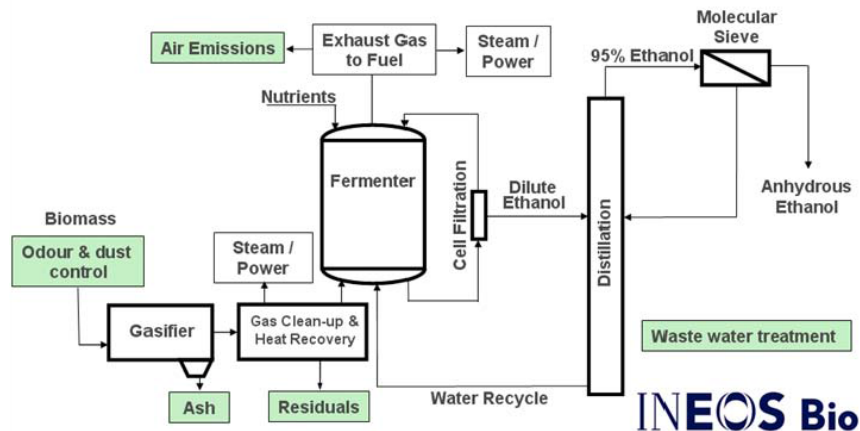 Molecular
Sieve
Air Emissions
Exhaust Gas
to Fuel
Steam /
Power
95% Ethanol
Nutrients
Fermenter
Cell Filtration
Dilute
Ethanol
Distillation
Anhydrous
Ethanol
Biomass
Odour & dust
control
Steam /
Power
Gasifier
Gas Clean-up &
Heat Recovery
Waste water treatment
Ash
Residuals
Water Recycle
INEOS Bio